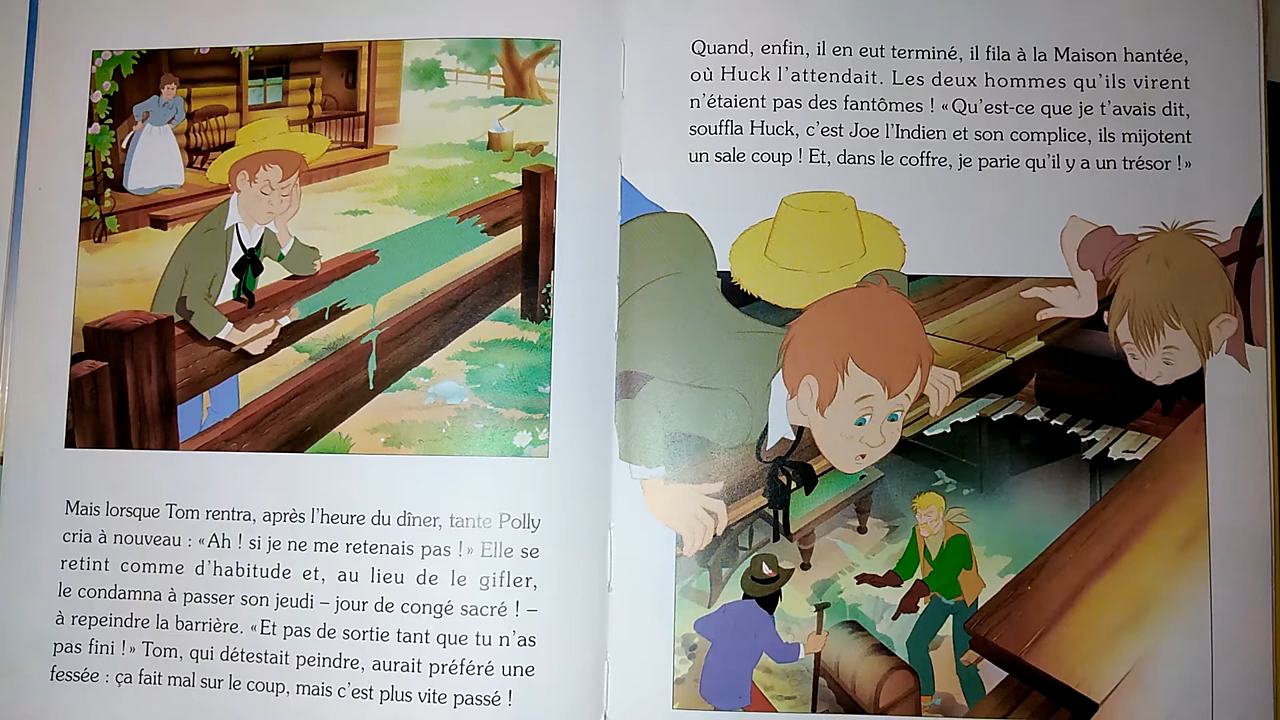 Mais lorsque Tom rentra, après l'heure du dîner, tante Polly
cria à nouveau : «Ah ! si je ne me retenais pas !» Elle se
retint comme d'habitude et, au lieu de le gifler,
le condamna à passer son jeudi – jour de congé sacré ! –
à repeindre la barrière. «Et pas de sortie tant que tu n'as
pas fini !» Tom, qui détestait peindre, aurait préféré une
fessée : ça fait mal sur le coup, mais c'est plus vite passé !
Quand, enfin, il en eut terminé, il fila à la Maison hantée,
où Huck l'attendait. Les deux hommes qu'ils virent
n'étaient pas des fantômes ! «Qu'est-ce que je t'avais dit,
souffla Huck, c'est Joe l'Indien et son complice, ils mijotent
un sale coup ! Et, dans le coffre, je parie qu'il y a un trésor !»